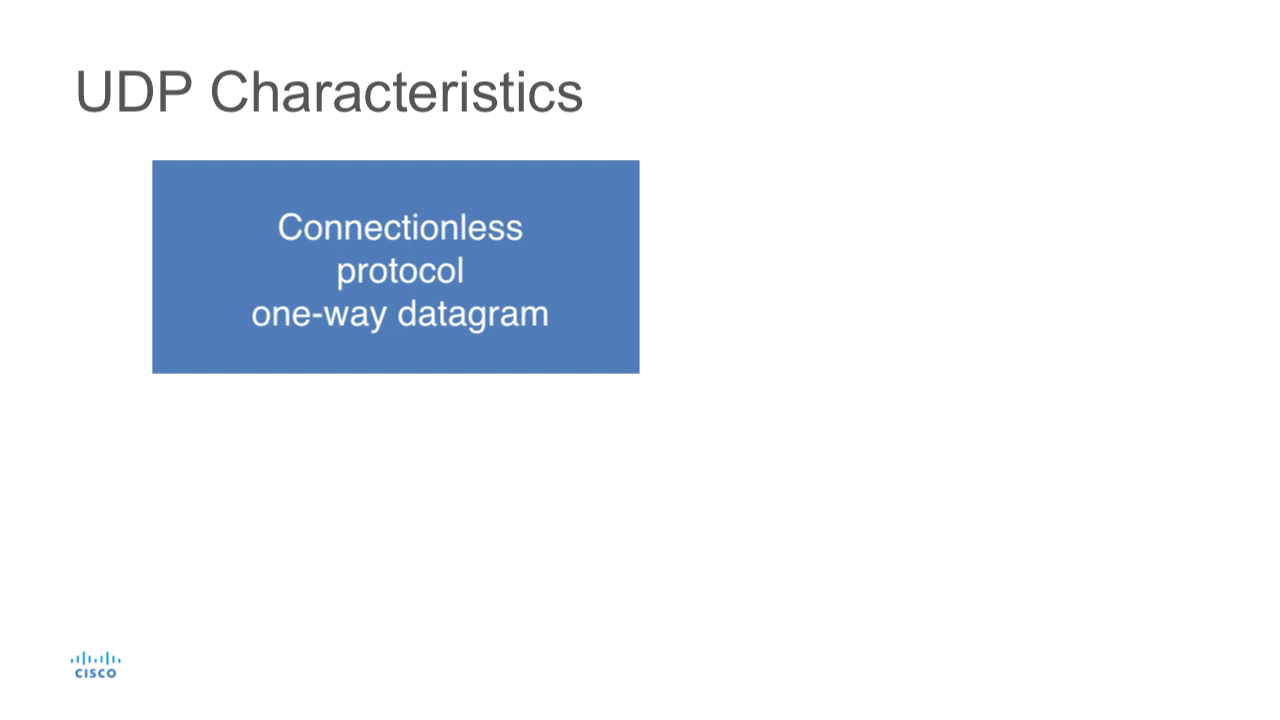 UDP Characteristics
Connectionless
protocol
one-way datagram
CISCO